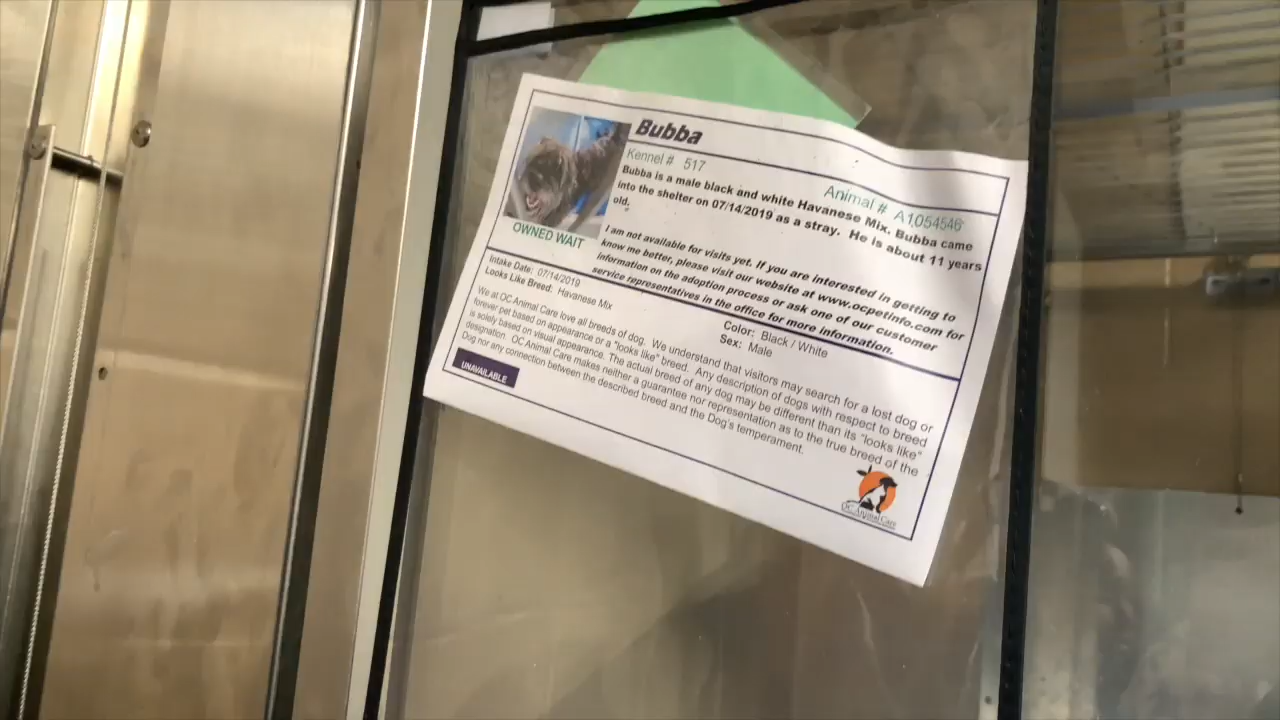 Bubba
Kennel # 517
Animal # A1054546
Bubba is a male black and white Havanese Mix. Bubba came
into the shelter on 07/14/2019 as a stray. He is about 11 years
old.
OWNED WAIT
I am not available for visits yet. If you are interested in getting to
know me better, please visit our website at www.ocpetinfo.com for
information on the adoption process or ask one of our customer
service representatives in the office for more information.
Intake Date: 07/14/2019
Looks Like Breed: Havanese Mix
Color: Black / White
Sex: Male
We at OC Animal Care love all breeds of dog. We understand that visitors may search for a lost dog or
forever pet based on appearance or a "looks like" breed. Any description of dogs with respect to breed
is solely based on visual appearance. The actual breed of any dog may be different than its "looks like"
designation. OC Animal Care makes neither a guarantee nor representation as to the true breed of the
Dog nor any connection between the described breed and the Dog's temperament.
UNAVAILABLE
OC Animal Care